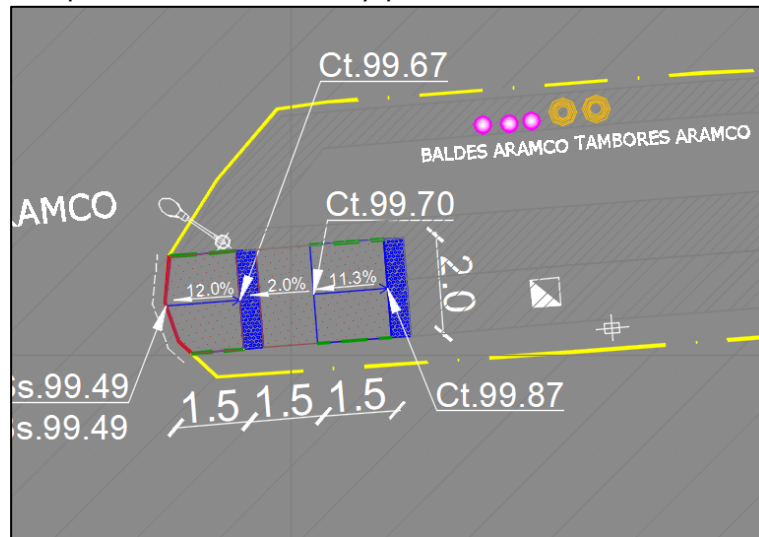 Ct.99.67
BALDES ARAMCO TAMBORES ARAMCO
AMCO
Ct.99.70
12.0%
2.0%
11.3%
2.0
s.99.49
s.99.49
1.5 1.5 1.5
Ct.99.87